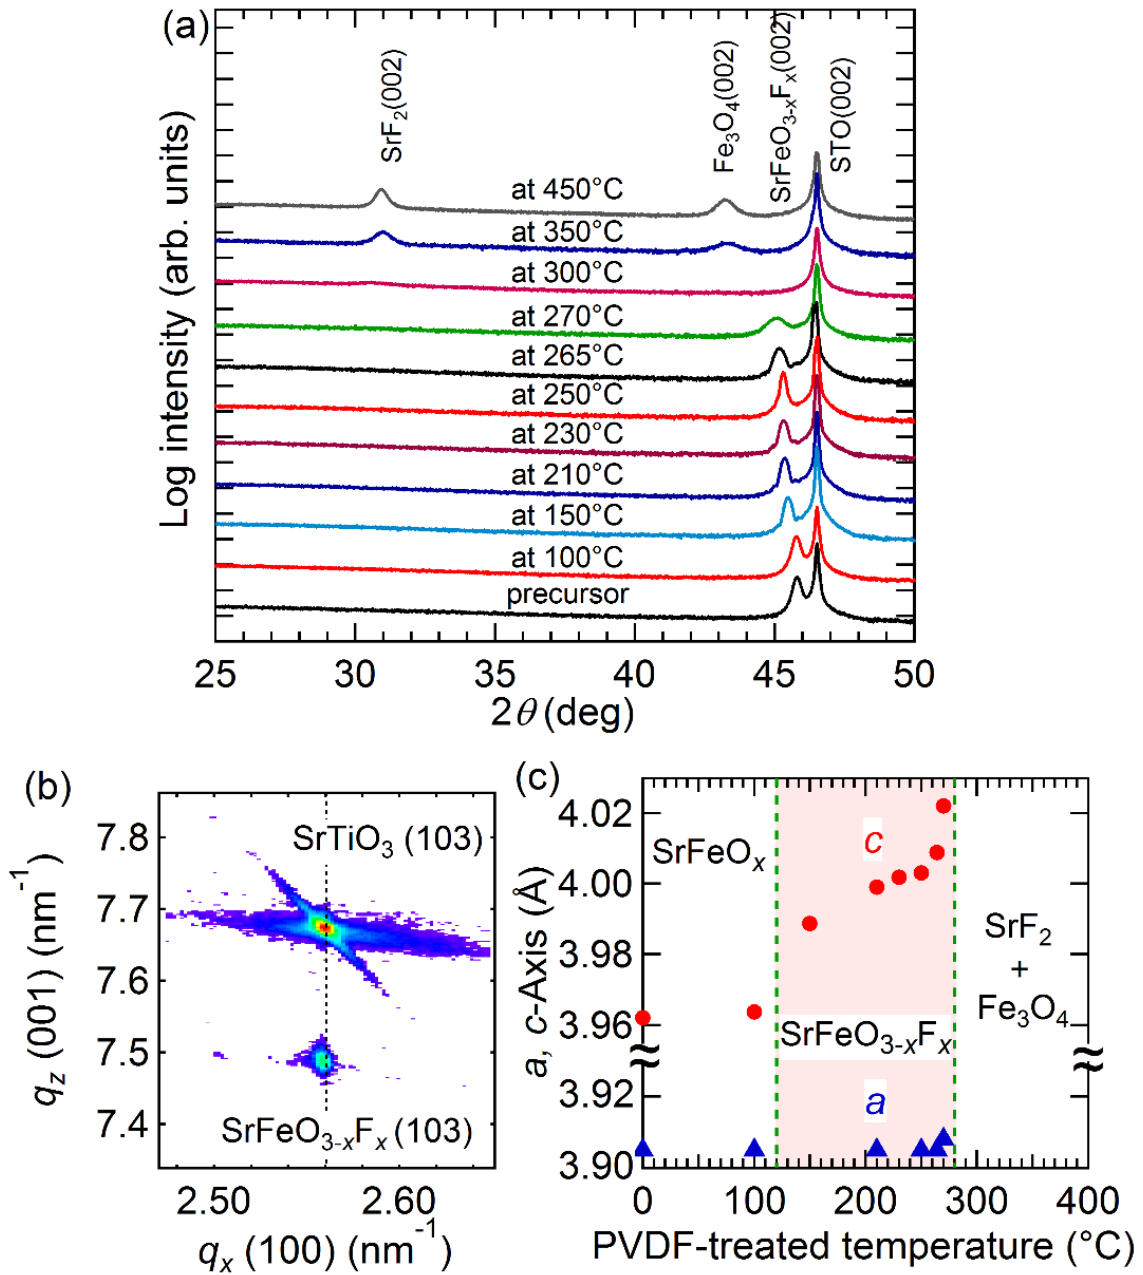 (a)
Log intensity (arb. units)
SrF₂(002)
Fe₃O₄(002)
SrFeO₃₋ₓFₓ(002)
STO(002)
at 450°C
at 350°C
at 300°C
at 270°C
at 265°C
at 250°C
at 230°C
at 210°C
at 150°C
at 100°C
precursor
25 30 35 40 45 50
2θ (deg)
(b)
SrTiO₃ (103)
7.8
7.7
7.6
7.5
7.4
qz (001) (nm⁻¹)
SrFeO₃₋ₓFₓ (103)
2.50 2.60
qₓ (100) (nm⁻¹)
(c)
a, c-Axis (Å)
4.02
4.00
3.98
3.96
3.92
3.90
SrFeOₓ
c
SrF₂
+
Fe₃O₄
SrFeO₃₋ₓFₓ
a
0 100 200 300 400
PVDF-treated temperature (°C)